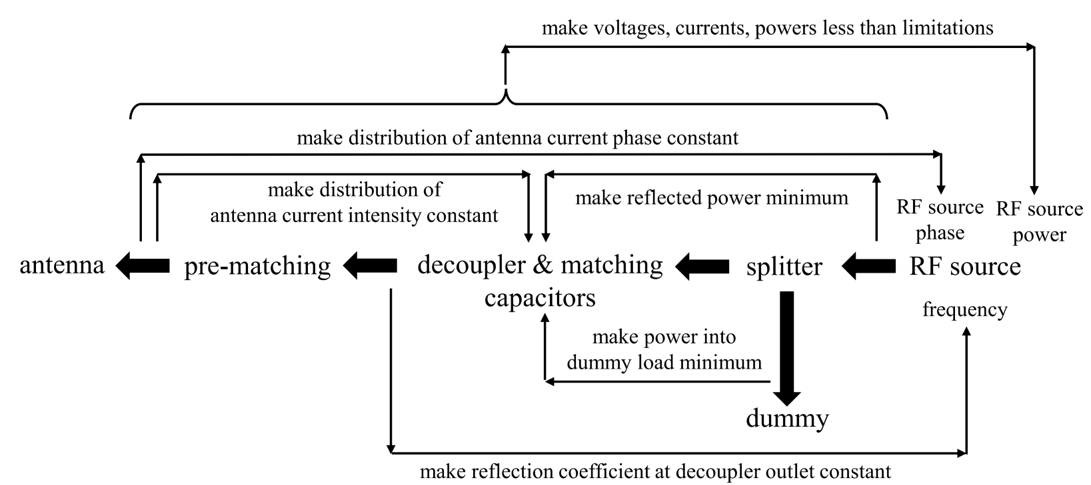 make voltages, currents, powers less than limitations
make distribution of antenna current phase constant
make distribution of
antenna current intensity constant
make reflected power minimum
RF source
phase
RF source
power
antenna
pre-matching
decoupler & matching
capacitors
splitter
RF source
frequency
make power into
dummy load minimum
dummy
make reflection coefficient at decoupler outlet constant